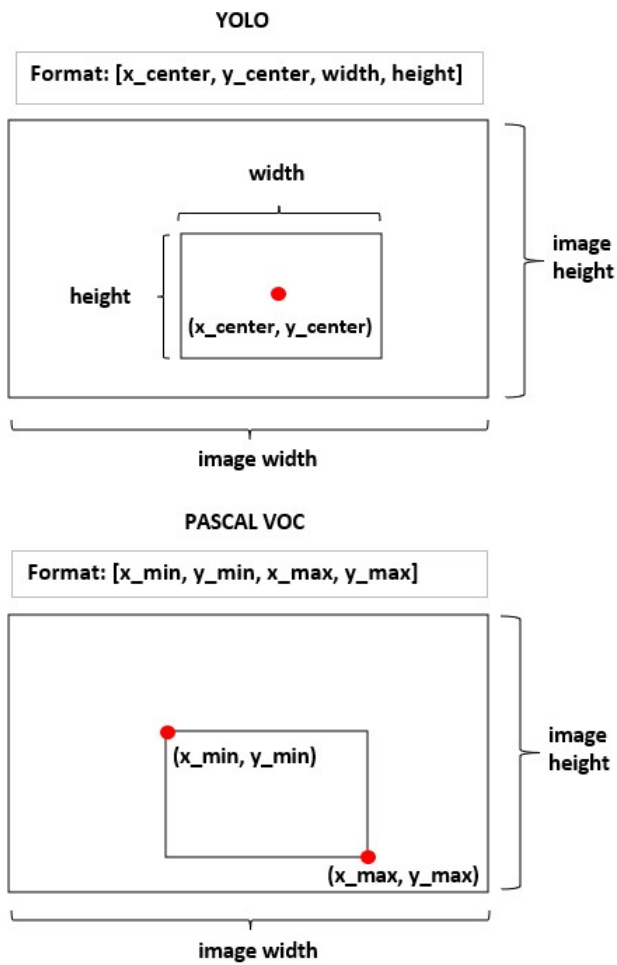 YOLO
Format: [x_center, y_center, width, height]
width
image
height
height
(x_center, y_center)
image width
PASCAL VOC
Format: [x_min, y_min, x_max, y_max]
(x_min, y_min)
image
height
(x_max, y_max)
image width